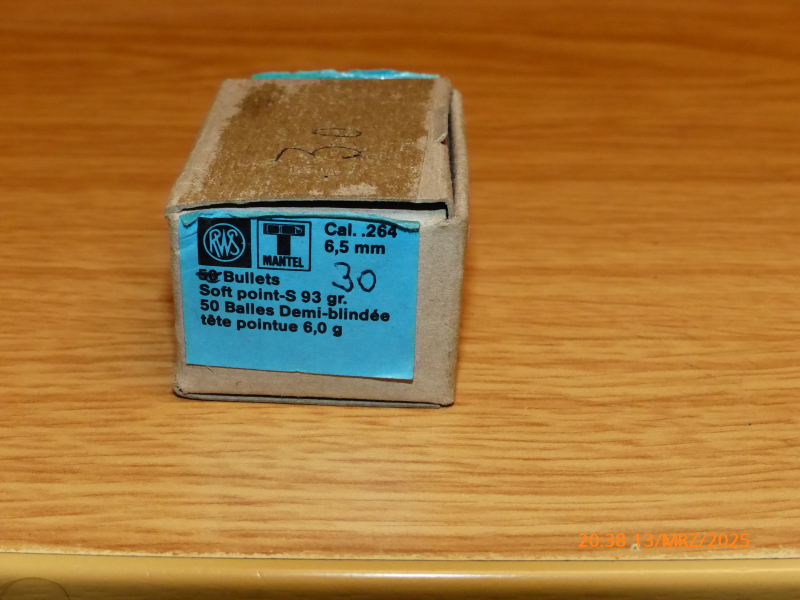 30
RWS
T
MANTEL
Cal. .264
6,5 mm
50 Bullets
30
Soft point-S 93 gr.
50 Balles Demi-blindée
tête pointue 6,0 g
20:38 13/MRZ/2025